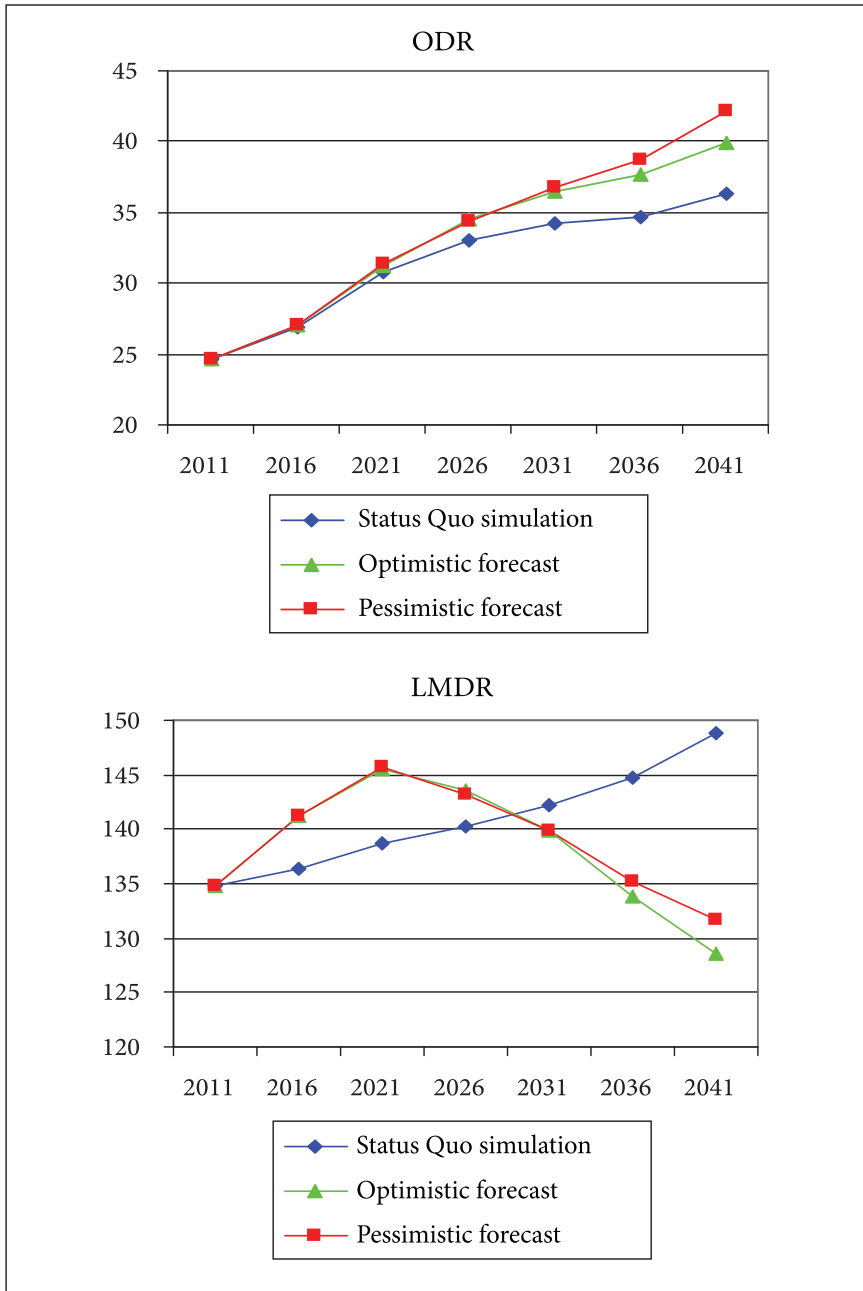 ODR
45
40
35
30
25
20
2011 2016 2021 2026 2031 2036 2041
Status Quo simulation
Optimistic forecast
Pessimistic forecast
LMDR
150
145
140
135
130
125
120
2011 2016 2021 2026 2031 2036 2041
Status Quo simulation
Optimistic forecast
Pessimistic forecast